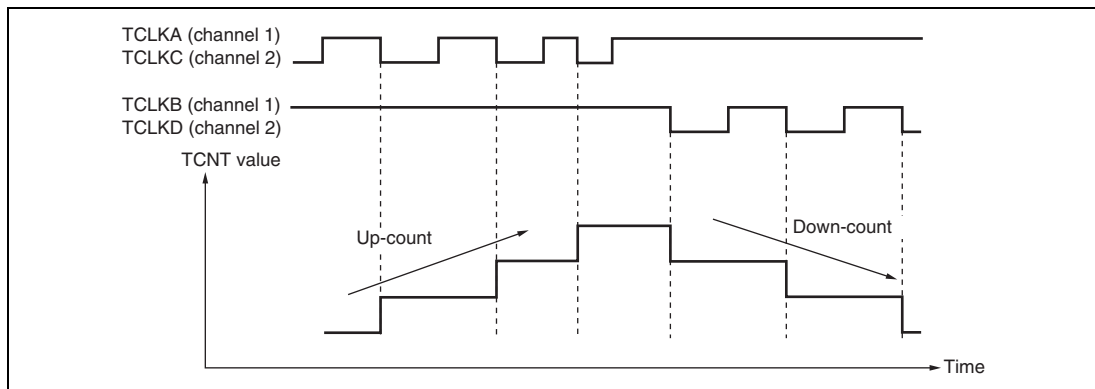 TCLKA (channel 1)
TCLKC (channel 2)
TCLKB (channel 1)
TCLKD (channel 2)
TCNT value
Up-count
Down-count
Time